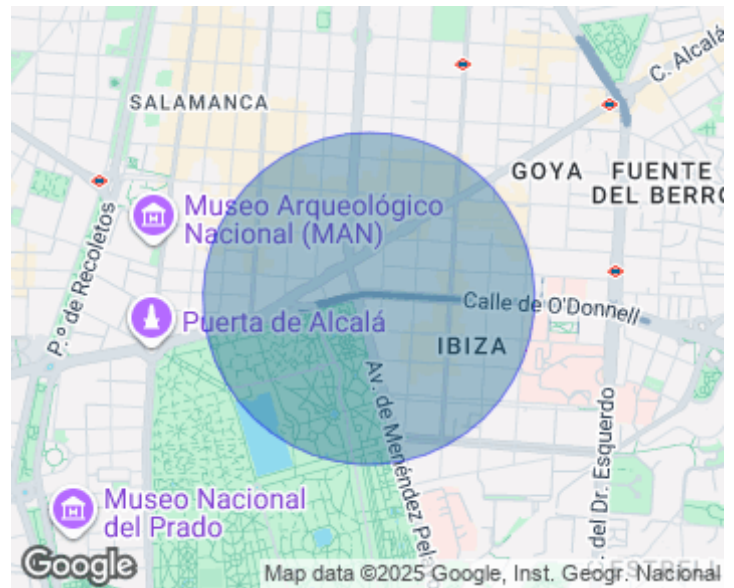 C. Alcalá
SALAMANCA
GOYA
FUENTE
DEL BERRO
Museo Arqueológico
Nacional (MAN)
P.º de Recoletos
Calle de O'Donnell
Puerta de Alcalá
IBIZA
Av. de Menéndez Pela
. del Dr. Esquerdo
Museo Nacional
del Prado
Google
Map data ©2025 Google, Inst. Geogr. Nacional